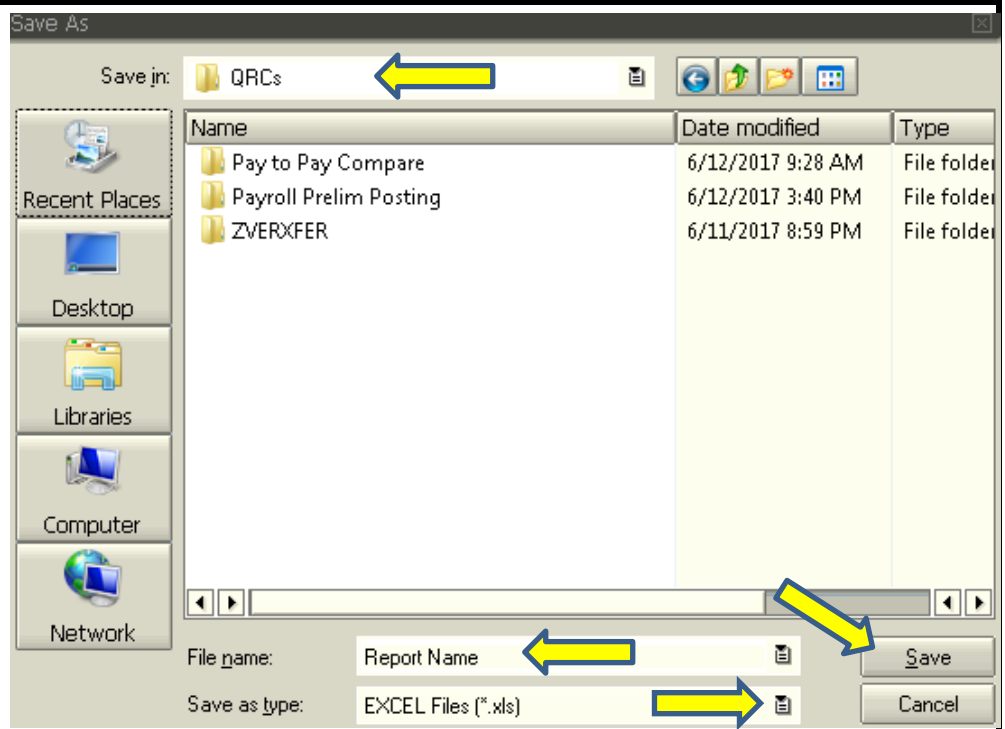 Save As
Save in: QRCs
Name Date modified Type
Pay to Pay Compare 6/12/2017 9:28 AM File folder
Payroll Prelim Posting 6/12/2017 3:40 PM File folder
ZVERXFER 6/11/2017 8:59 PM File folder
Recent Places
Desktop
Libraries
Computer
Network
File name: Report Name Save
Save as type: EXCEL Files (*.xls) Cancel